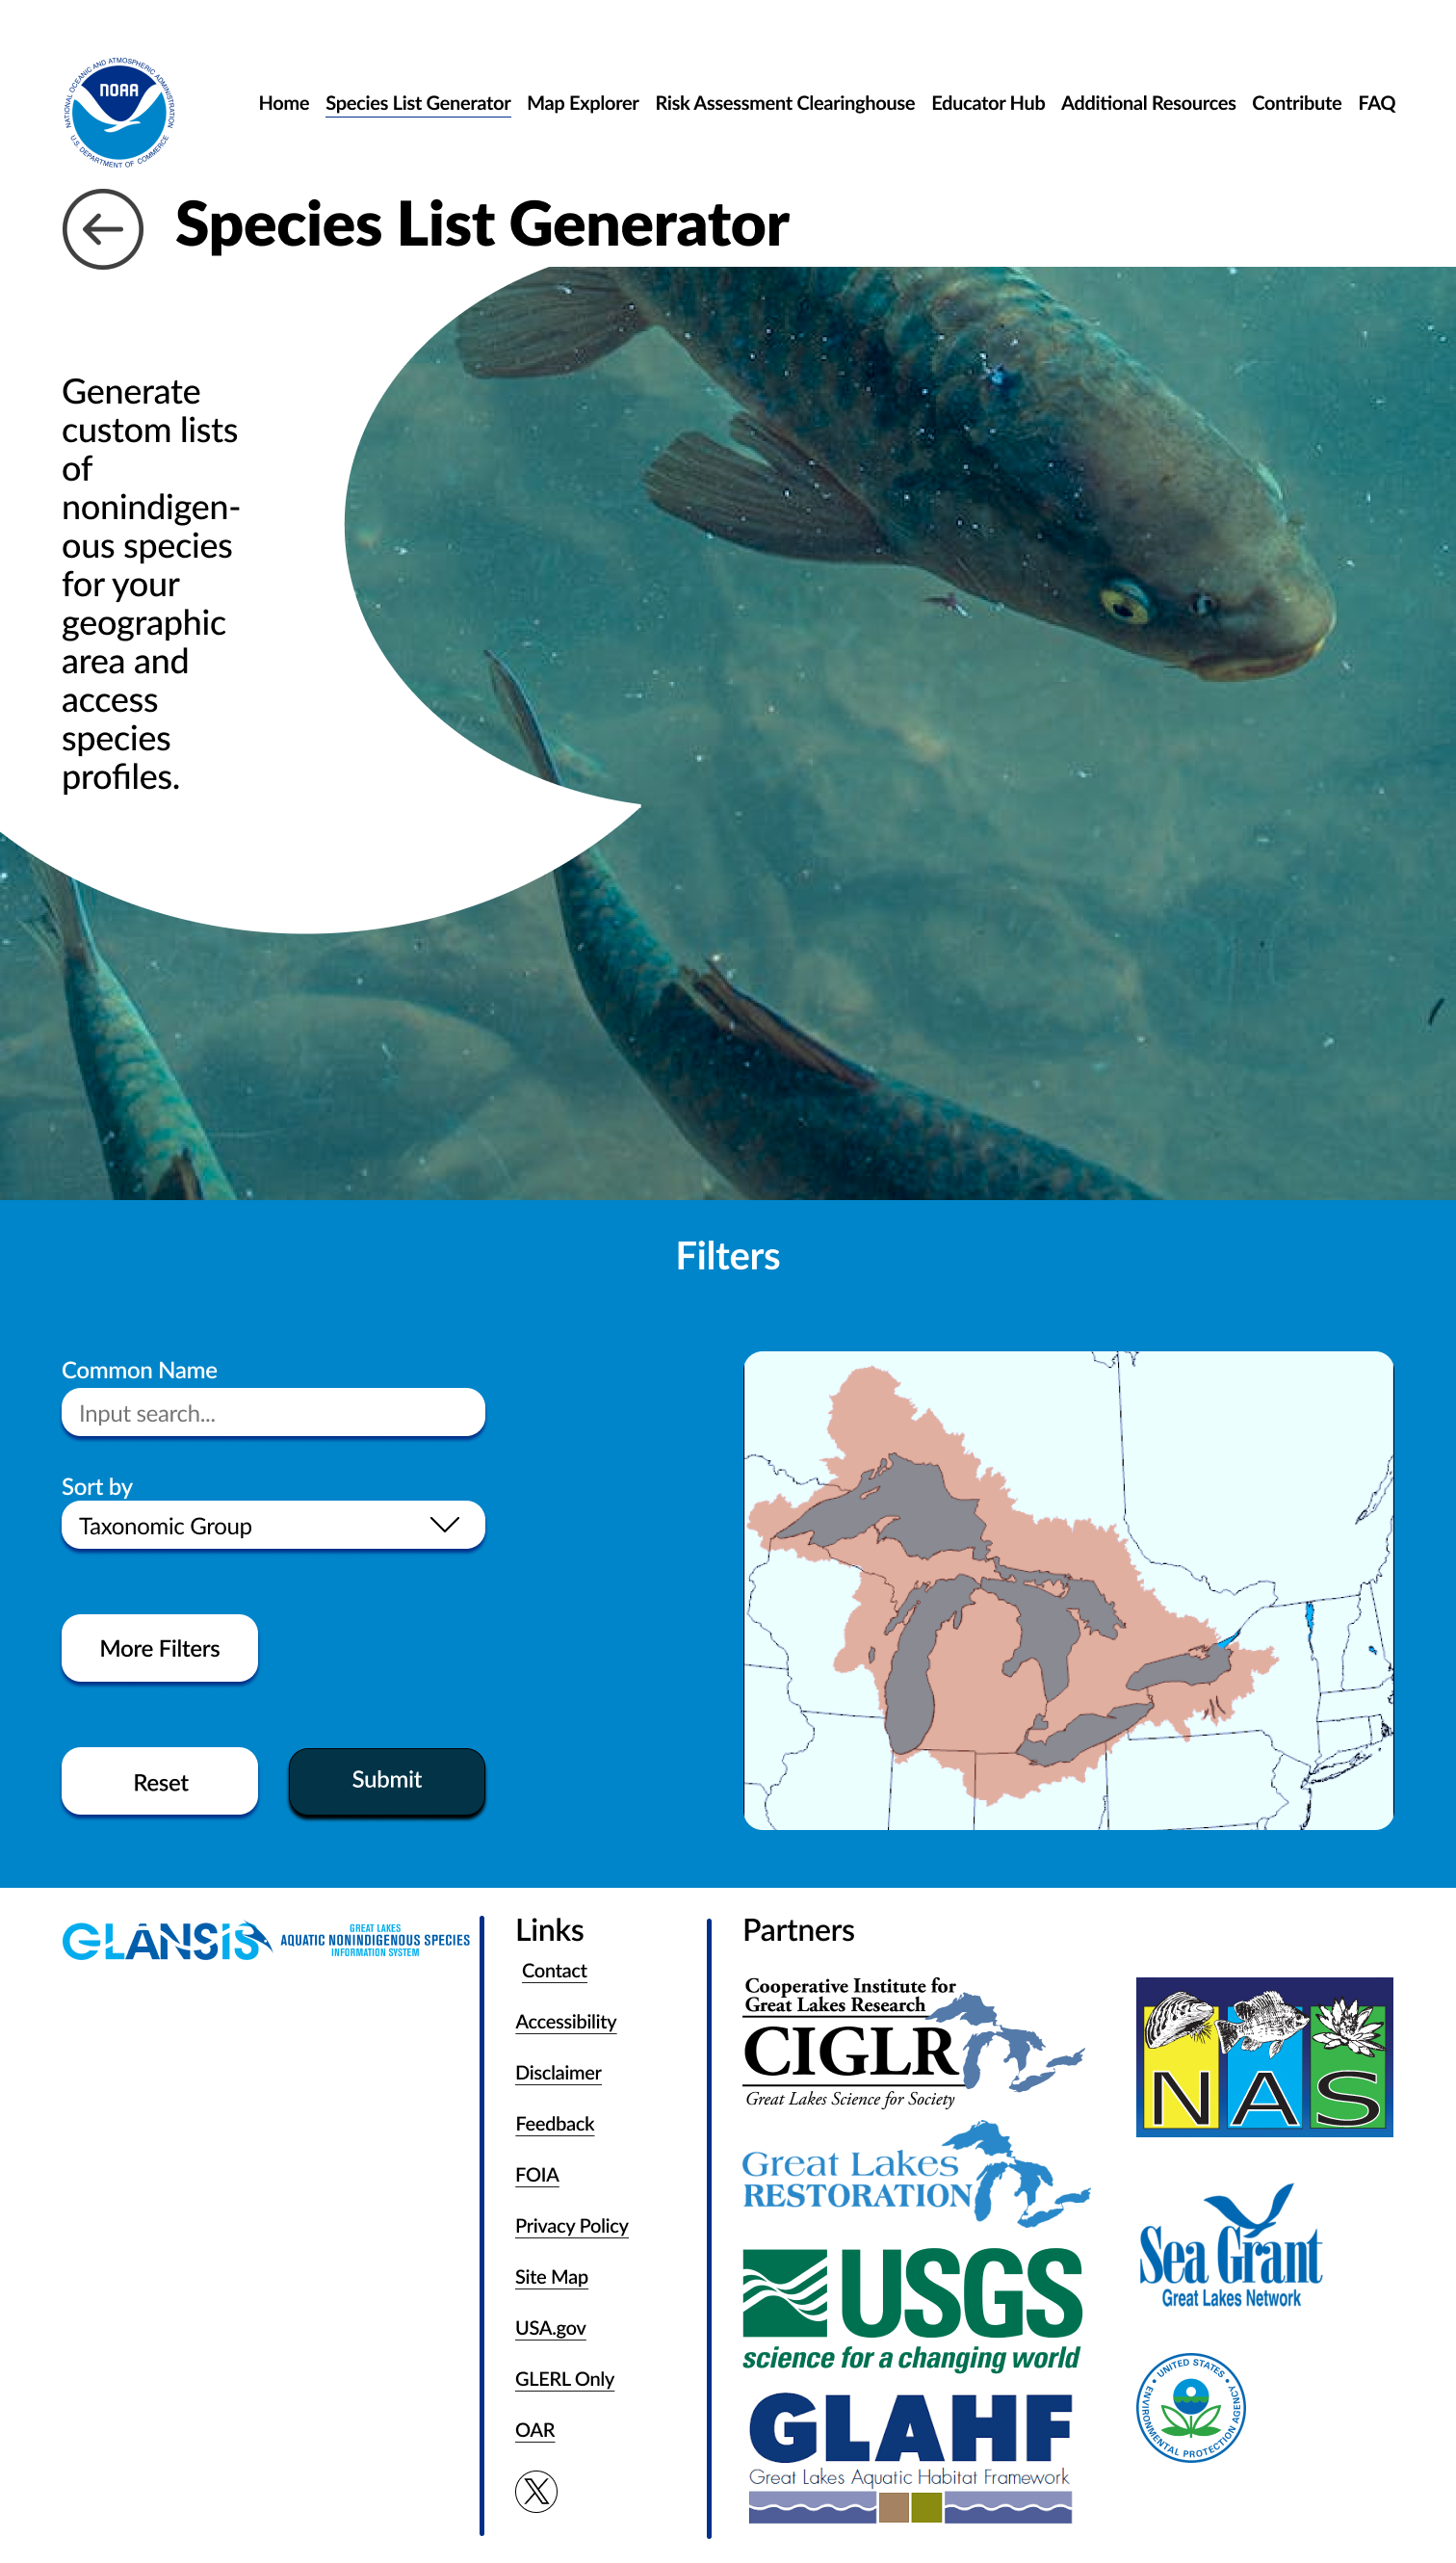 NATIONAL OCEANIC AND ATMOSPHERIC ADMINISTRATION
U.S. DEPARTMENT OF COMMERCE
NOAA
Home Species List Generator Map Explorer Risk Assessment Clearinghouse Educator Hub Additional Resources Contribute FAQ
Species List Generator
Generate
custom lists
of
nonindigen-
ous species
for your
geographic
area and
access
species
profiles.
Filters
Common Name
Input search...
Sort by
Taxonomic Group
More Filters
Reset
Submit
GLANSIS
GREAT LAKES
AQUATIC NONINDIGENOUS SPECIES
INFORMATION SYSTEM
Links
Contact
Accessibility
Disclaimer
Feedback
FOIA
Privacy Policy
Site Map
USA.gov
GLERL Only
OAR
X
Partners
Cooperative Institute for
Great Lakes Research
CIGLR
Great Lakes Science for Society
Great Lakes
RESTORATION
USGS
science for a changing world
GLAHF
Great Lakes Aquatic Habitat Framework
NAS
Sea Grant
Great Lakes Network
UNITED STATES
ENVIRONMENTAL PROTECTION AGENCY